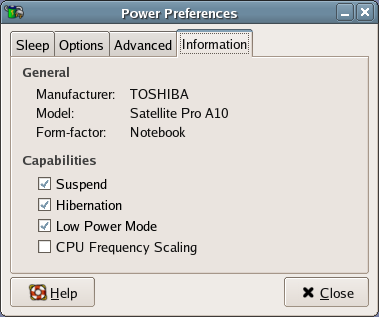 Power Preferences
Sleep Options Advanced Information
General
Manufacturer: TOSHIBA
Model: Satellite Pro A10
Form-factor: Notebook
Capabilities
Suspend
Hibernation
Low Power Mode
CPU Frequency Scaling
Help Close